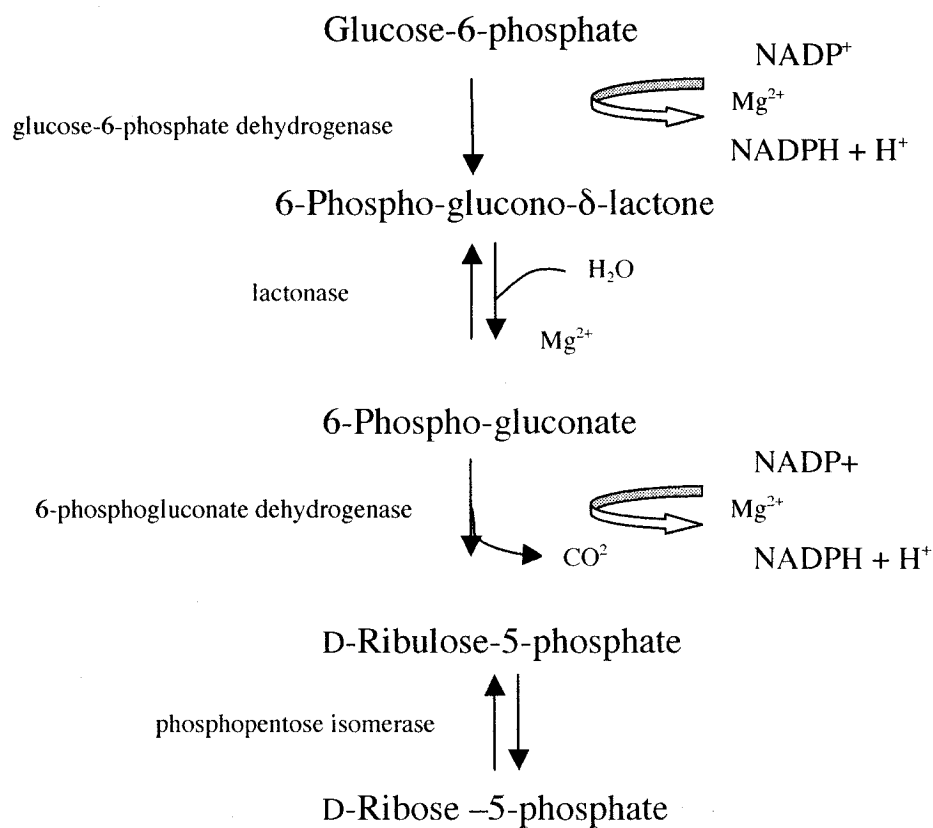 Glucose-6-phosphate
NADP⁺
Mg²⁺
glucose-6-phosphate dehydrogenase
NADPH + H⁺
6-Phospho-glucono-δ-lactone
H₂O
lactonase
Mg²⁺
6-Phospho-gluconate
NADP+
6-phosphogluconate dehydrogenase
Mg²⁺
CO²
NADPH + H⁺
D-Ribulose-5-phosphate
phosphopentose isomerase
D-Ribose –5-phosphate